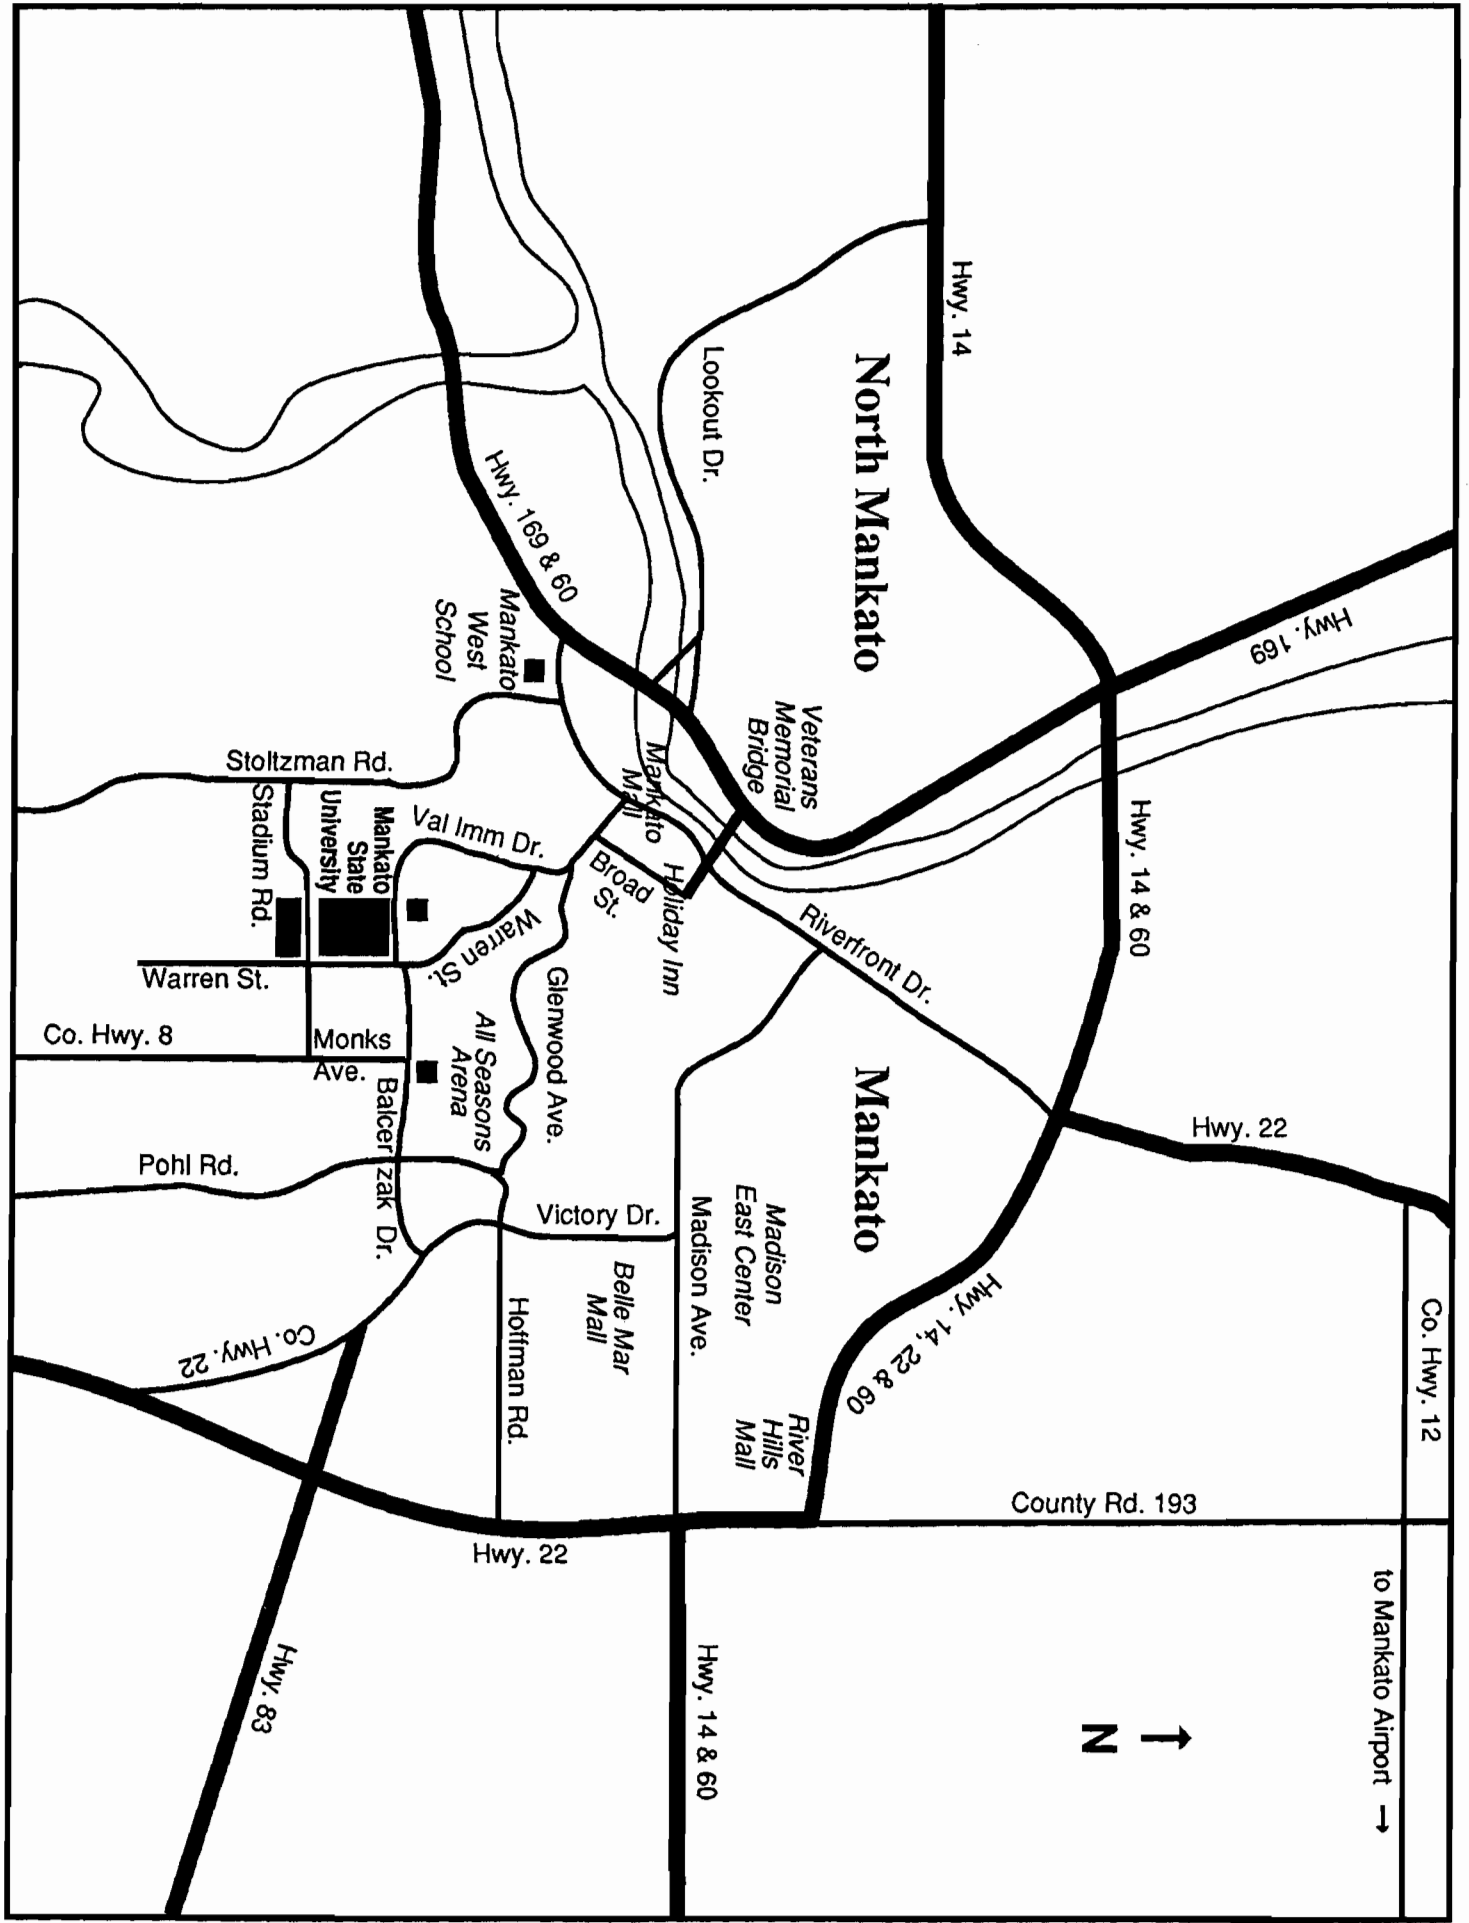 Hwy. 14
North Mankato
Lookout Dr.
Hwy. 169
Hwy. 169 & 60
Mankato
West
School
Veterans
Memorial
Bridge
Hwy. 14 & 60
Mankato
Mall
Stoltzman Rd.
Stadium Rd.
Mankato
State
University
Val Imm Dr.
Broad
St.
Holiday Inn
Riverfront Dr.
Warren St.
Warren St.
Glenwood Ave.
Co. Hwy. 8
Monks
Ave.
All Seasons
Arena
Balcerzak Dr.
Mankato
Hwy. 22
Pohl Rd.
Victory Dr.
Madison Ave.
Madison
East Center
Belle Mar
Mall
Hwy. 14, 22 & 60
Co. Hwy. 12
Co. Hwy. 22
Hoffman Rd.
River
Hills
Mall
County Rd. 193
Hwy. 22
to Mankato Airport →
Hwy. 83
Hwy. 14 & 60
N